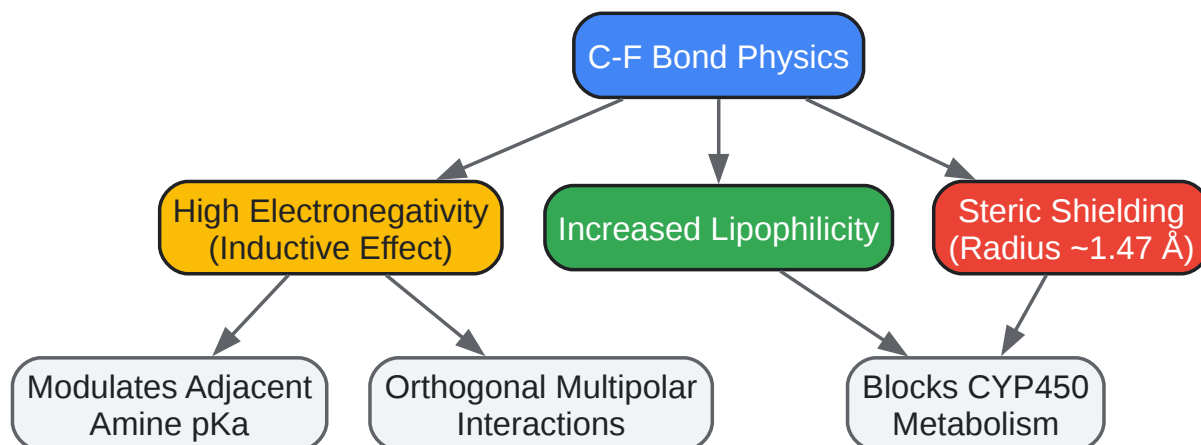 C-F Bond Physics
High Electronegativity
(Inductive Effect)
Increased Lipophilicity
Steric Shielding
(Radius ~1.47 Å)
Modulates Adjacent
Amine pKa
Orthogonal Multipolar
Interactions
Blocks CYP450
Metabolism